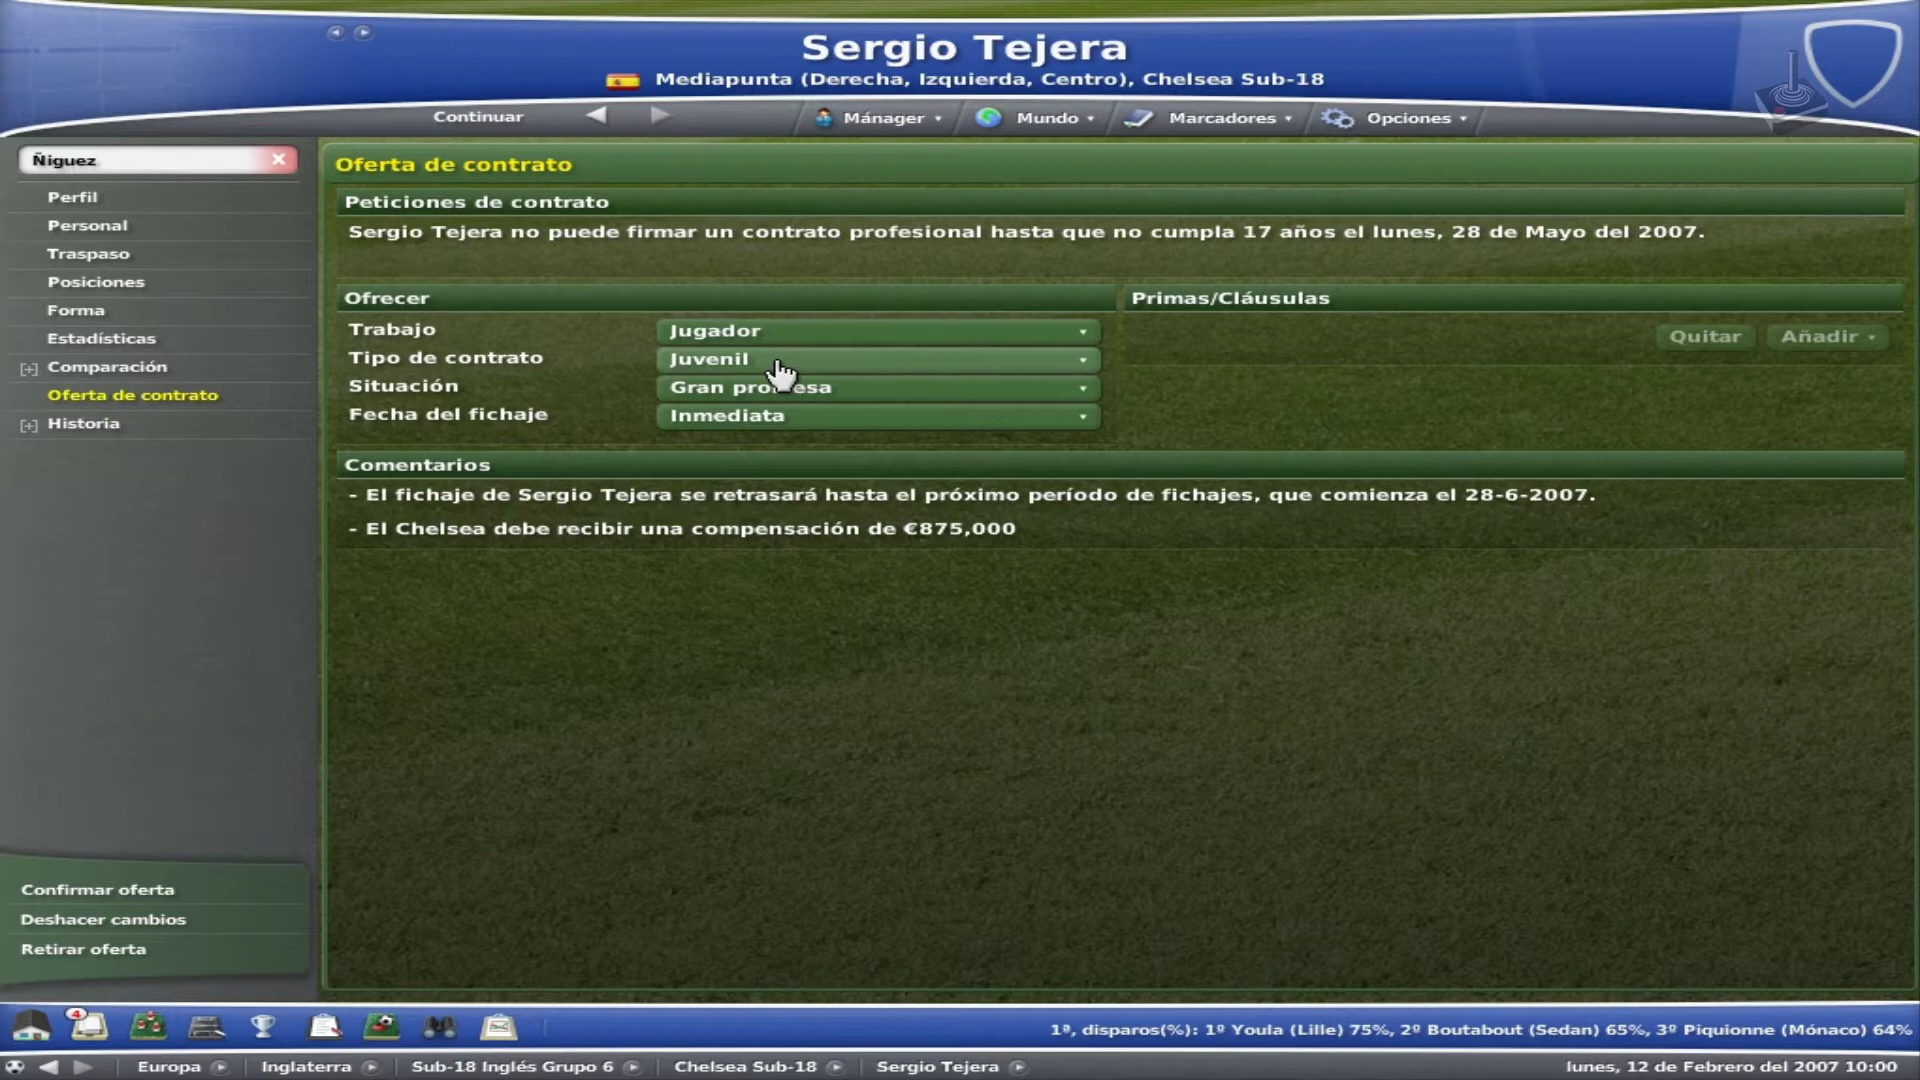 Sergio Tejera
Mediapunta (Derecha, Izquierda, Centro), Chelsea Sub-18
Continuar
Mánager
Mundo
Marcadores
Opciones
Ñiguez
Perfil
Personal
Traspaso
Posiciones
Forma
Estadísticas
[+] Comparación
Oferta de contrato
[+] Historia
Confirmar oferta
Deshacer cambios
Retirar oferta
Oferta de contrato
Peticiones de contrato
Sergio Tejera no puede firmar un contrato profesional hasta que no cumpla 17 años el lunes, 28 de Mayo del 2007.
Ofrecer
Trabajo Jugador
Tipo de contrato Juvenil
Situación Gran promesa
Fecha del fichaje Inmediata
Primas/Cláusulas
Quitar Añadir
Comentarios
- El fichaje de Sergio Tejera se retrasará hasta el próximo período de fichajes, que comienza el 28-6-2007.
- El Chelsea debe recibir una compensación de €875,000
4
1ª, disparos(%): 1º Youla (Lille) 75%, 2º Boutabout (Sedan) 65%, 3º Piquionne (Mónaco) 64%
Europa Inglaterra Sub-18 Inglés Grupo 6 Chelsea Sub-18 Sergio Tejera
lunes, 12 de Febrero del 2007 10:00